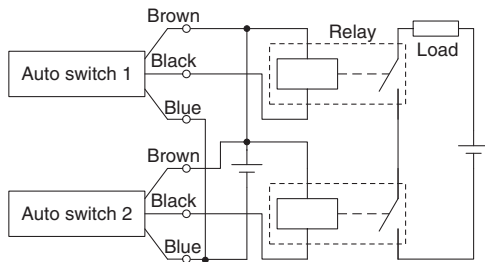 Brown
Relay
Load
Black
Auto switch 1
Blue
Brown
Black
Auto switch 2
Blue